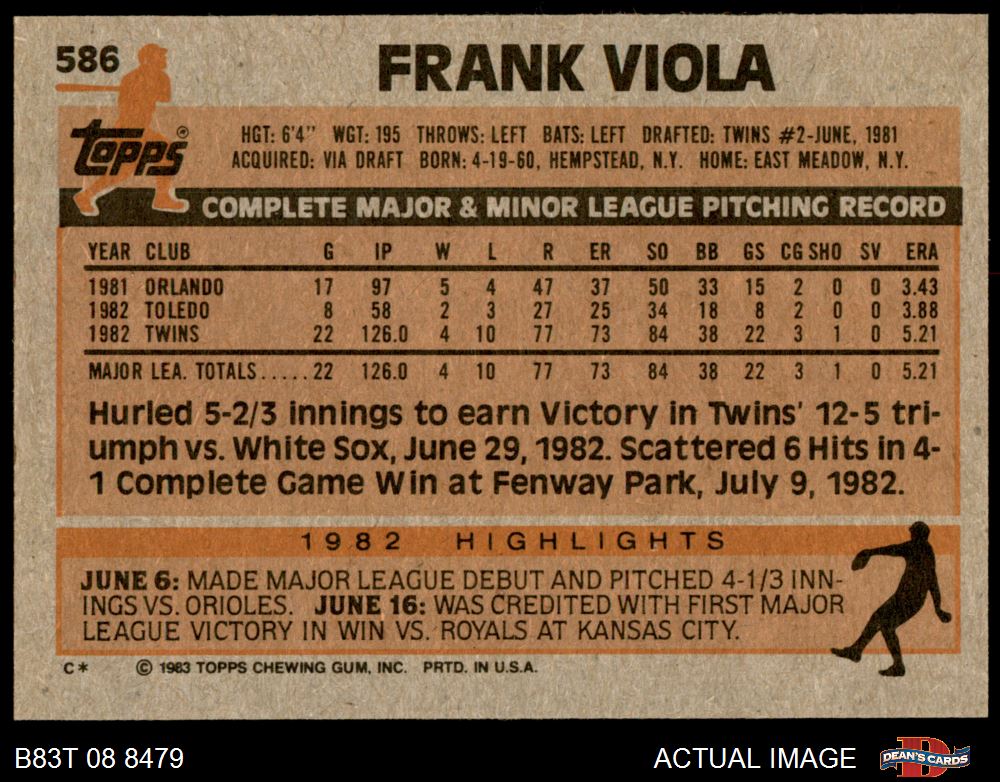 586
FRANK VIOLA
topps®
HGT: 6'4" WGT: 195 THROWS: LEFT BATS: LEFT DRAFTED: TWINS #2-JUNE, 1981
ACQUIRED: VIA DRAFT BORN: 4-19-60, HEMPSTEAD, N.Y. HOME: EAST MEADOW, N.Y.
COMPLETE MAJOR & MINOR LEAGUE PITCHING RECORD
YEAR CLUB G IP W L R ER SO BB GS CG SHO SV ERA
1981 ORLANDO 17 97 5 4 47 37 50 33 15 2 0 0 3.43
1982 TOLEDO 8 58 2 3 27 25 34 18 8 2 0 0 3.88
1982 TWINS 22 126.0 4 10 77 73 84 38 22 3 1 0 5.21
MAJOR LEA. TOTALS.....22 126.0 4 10 77 73 84 38 22 3 1 0 5.21
Hurled 5-2/3 innings to earn Victory in Twins' 12-5 tri-
umph vs. White Sox, June 29, 1982. Scattered 6 Hits in 4-
1 Complete Game Win at Fenway Park, July 9, 1982.
1982 HIGHLIGHTS
JUNE 6: MADE MAJOR LEAGUE DEBUT AND PITCHED 4-1/3 INN-
INGS VS. ORIOLES. JUNE 16: WAS CREDITED WITH FIRST MAJOR
LEAGUE VICTORY IN WIN VS. ROYALS AT KANSAS CITY.
C* © 1983 TOPPS CHEWING GUM, INC. PRTD. IN U.S.A.
B83T 08 8479
ACTUAL IMAGE
D
DEAN'S CARDS